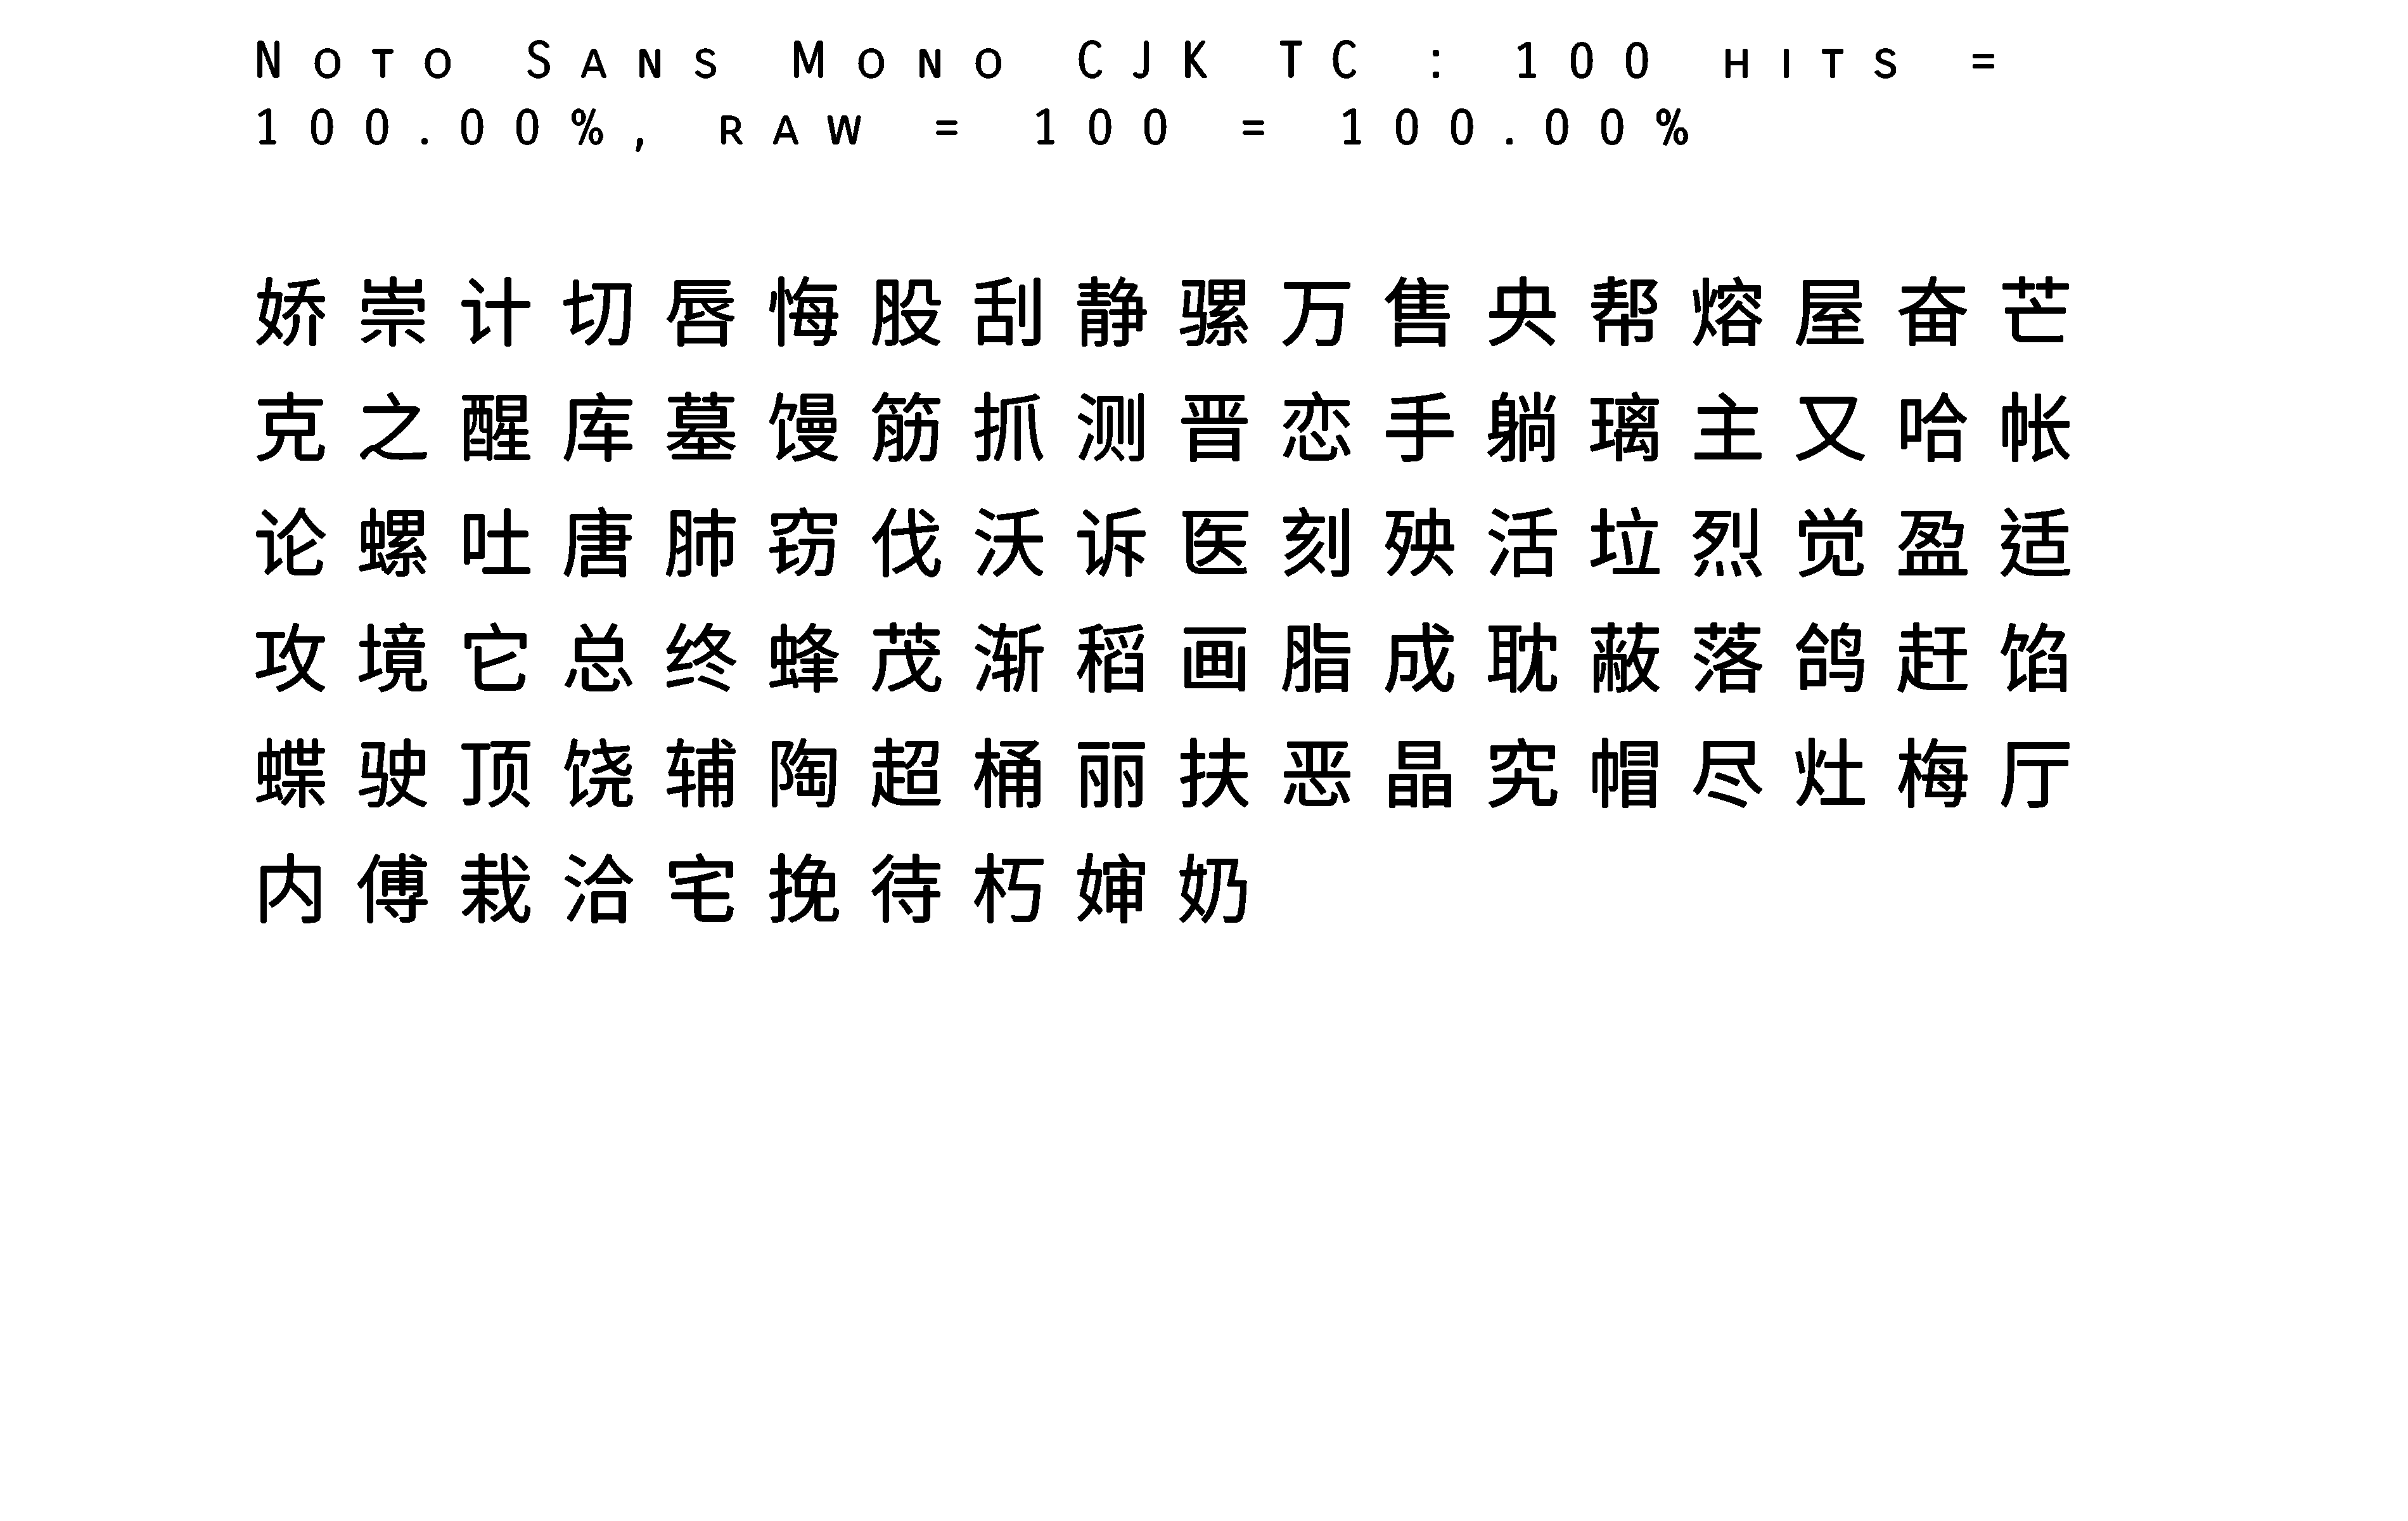 Noto Sans Mono CJK TC : 100 hits =
100.00%, raw = 100 = 100.00%
娇崇计切唇悔股刮静骡万售央帮熔屋奋芒
克之醒库墓馒筋抓测晋恋手躺璃主又哈帐
论螺吐唐肺窃伐沃诉医刻殃活垃烈觉盈适
攻境它总终蜂茂渐稻画脂成耽蔽落鸽赶馅
蝶驶顶饶辅陶超桶丽扶恶晶究帽尽灶梅厅
内傅栽洽宅挽待朽婶奶